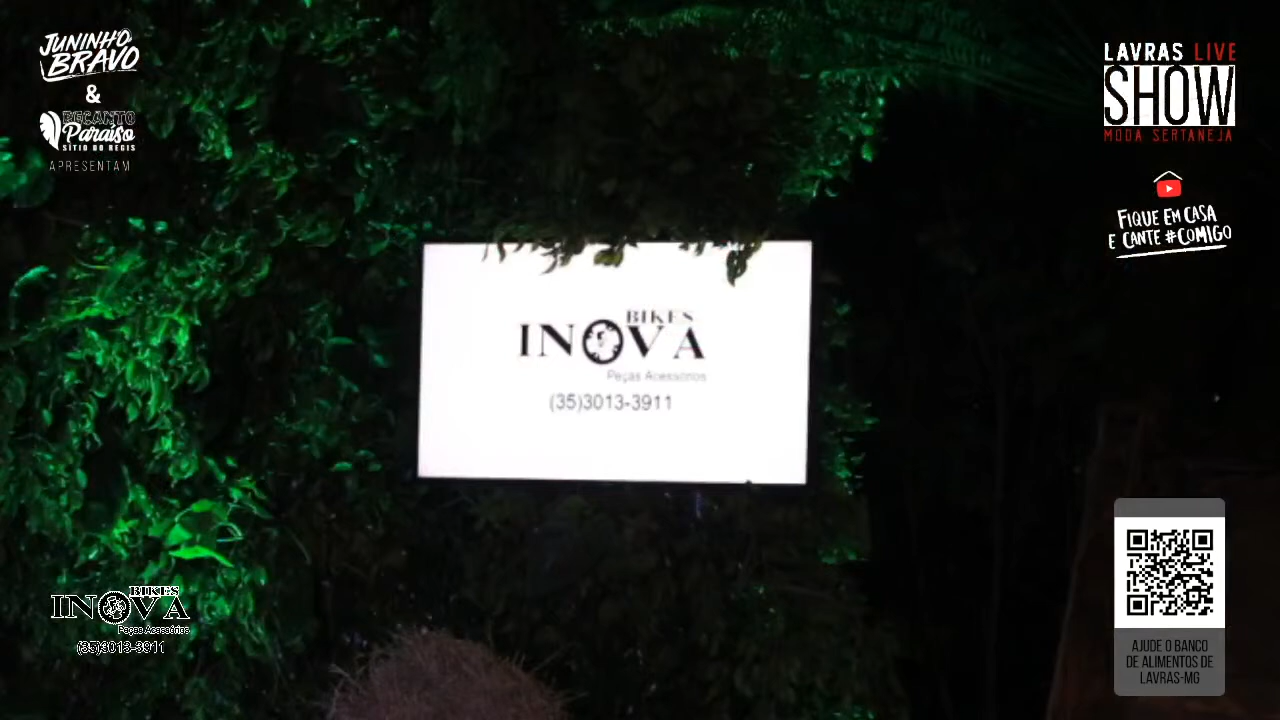 JUNINHO
BRAVO
&
RECANTO
Paraíso
SÍTIO DO REGIS
APRESENTAM
LAVRAS LIVE
SHOW
MODA SERTANEJA
FIQUE EM CASA
E CANTE #COMIGO
BIKES
INOVA
Peças Acessórios
(35)3013-3911
BIKES
INOVA
Peças Acessórios
(35)3013-3911
AJUDE O BANCO
DE ALIMENTOS DE
LAVRAS-MG